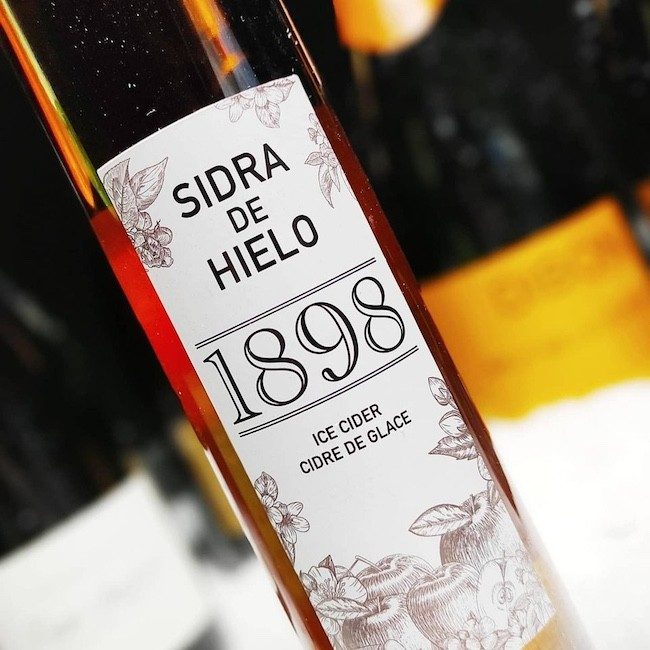 SIDRA
DE
HIELO
1898
ICE CIDER
CIDRE DE GLACE